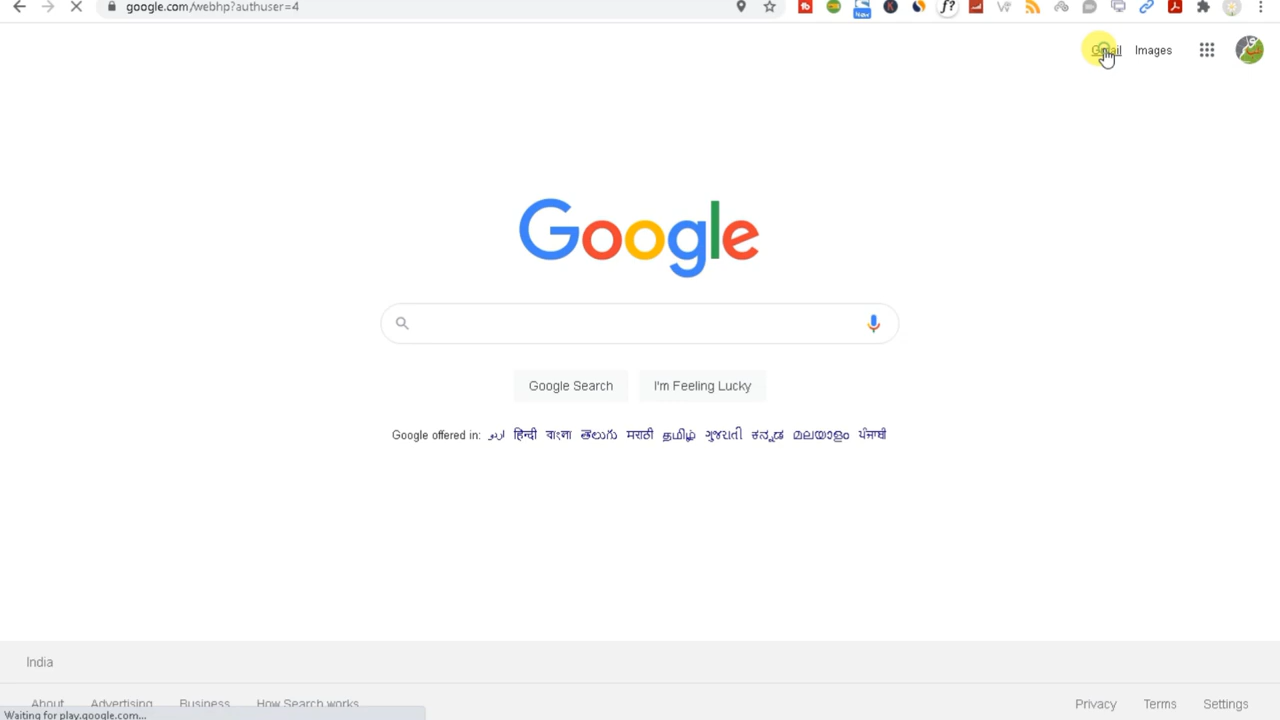 google.com/webhp?authuser=4
Gmail Images
Google
Google Search I'm Feeling Lucky
Google offered in: اردو हिन्दी বাংলা తెలుగు मराठी தமிழ் ગુજરાતી ಕನ್ನಡ മലയാളം ਪੰਜਾਬੀ
India
About Advertising Business How Search works
Privacy Terms Settings
Waiting for play.google.com...